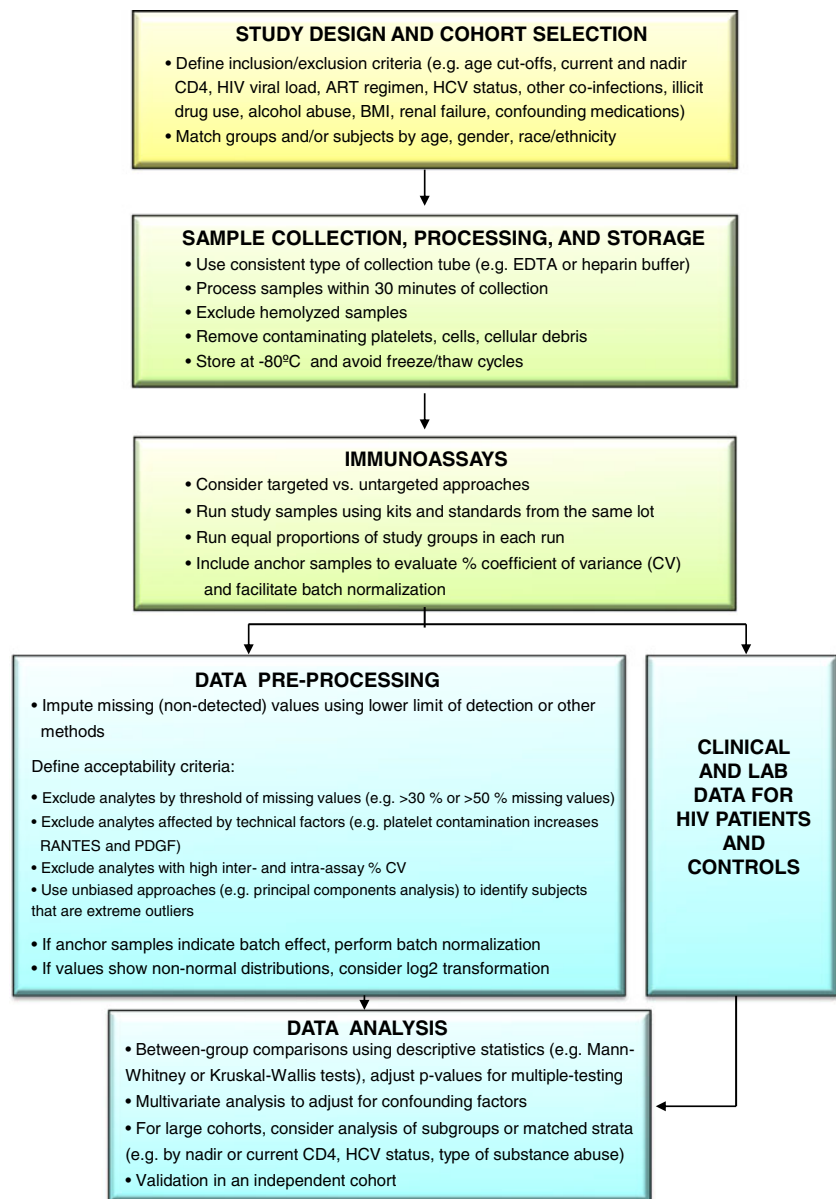 STUDY DESIGN AND COHORT SELECTION
• Define inclusion/exclusion criteria (e.g. age cut-offs, current and nadir
CD4, HIV viral load, ART regimen, HCV status, other co-infections, illicit
drug use, alcohol abuse, BMI, renal failure, confounding medications)
• Match groups and/or subjects by age, gender, race/ethnicity
SAMPLE COLLECTION, PROCESSING, AND STORAGE
• Use consistent type of collection tube (e.g. EDTA or heparin buffer)
• Process samples within 30 minutes of collection
• Exclude hemolyzed samples
• Remove contaminating platelets, cells, cellular debris
• Store at -80ºC and avoid freeze/thaw cycles
IMMUNOASSAYS
• Consider targeted vs. untargeted approaches
• Run study samples using kits and standards from the same lot
• Run equal proportions of study groups in each run
• Include anchor samples to evaluate % coefficient of variance (CV)
and facilitate batch normalization
DATA PRE-PROCESSING
• Impute missing (non-detected) values using lower limit of detection or other
methods
Define acceptability criteria:
• Exclude analytes by threshold of missing values (e.g. >30 % or >50 % missing values)
• Exclude analytes affected by technical factors (e.g. platelet contamination increases
RANTES and PDGF)
• Exclude analytes with high inter- and intra-assay % CV
• Use unbiased approaches (e.g. principal components analysis) to identify subjects
that are extreme outliers
• If anchor samples indicate batch effect, perform batch normalization
• If values show non-normal distributions, consider log2 transformation
CLINICAL
AND LAB
DATA FOR
HIV PATIENTS
AND
CONTROLS
DATA ANALYSIS
• Between-group comparisons using descriptive statistics (e.g. Mann-
Whitney or Kruskal-Wallis tests), adjust p-values for multiple-testing
• Multivariate analysis to adjust for confounding factors
• For large cohorts, consider analysis of subgroups or matched strata
(e.g. by nadir or current CD4, HCV status, type of substance abuse)
• Validation in an independent cohort